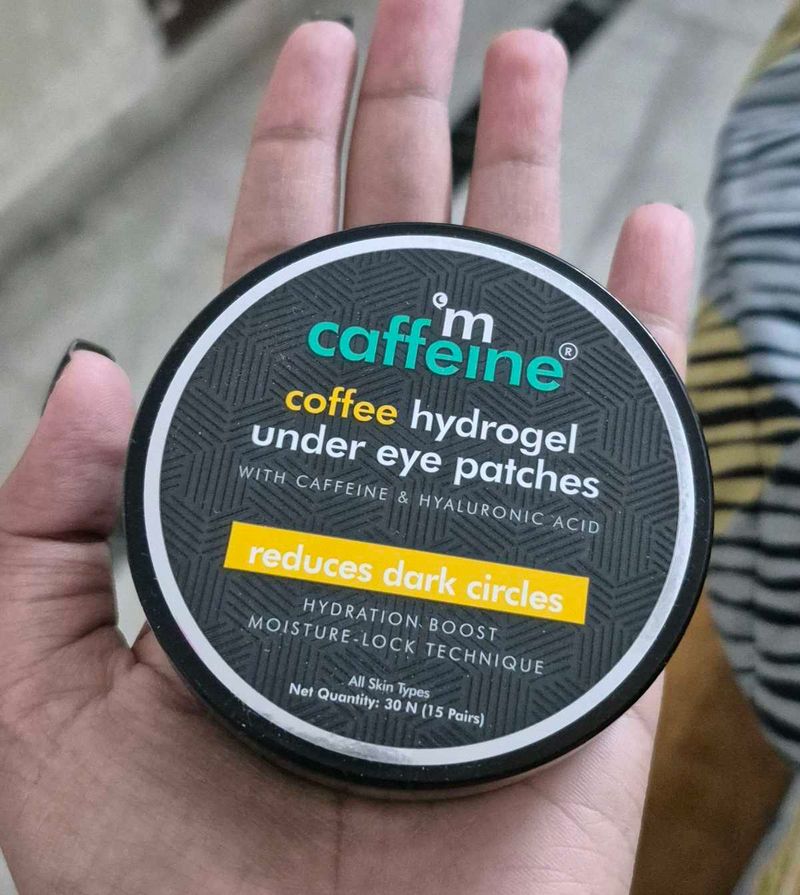 'm
caffeine®
coffee hydrogel
under eye patches
WITH CAFFEINE & HYALURONIC ACID
reduces dark circles
HYDRATION BOOST
MOISTURE-LOCK TECHNIQUE
All Skin Types
Net Quantity: 30 N (15 Pairs)